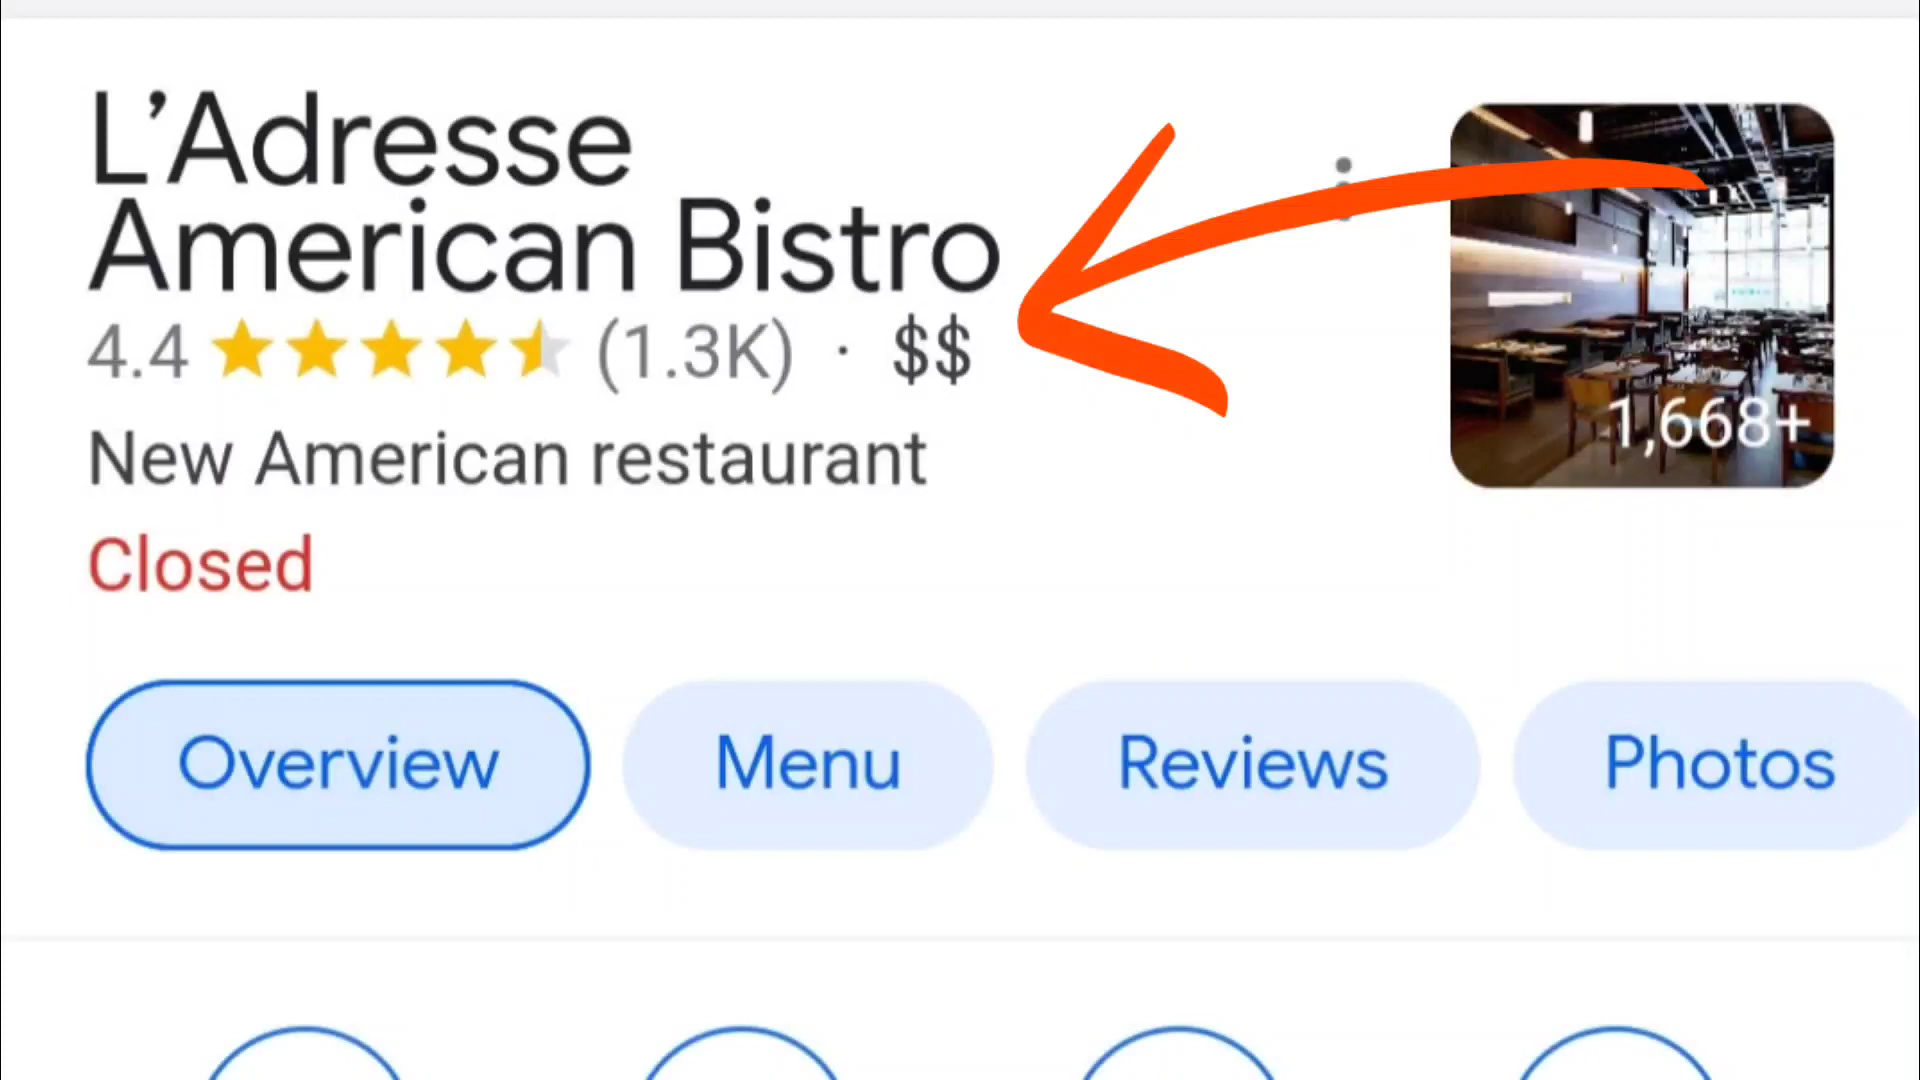 L’Adresse
American Bistro
4.4 (1.3K) · $$
New American restaurant
Closed
1,668+
Overview Menu Reviews Photos